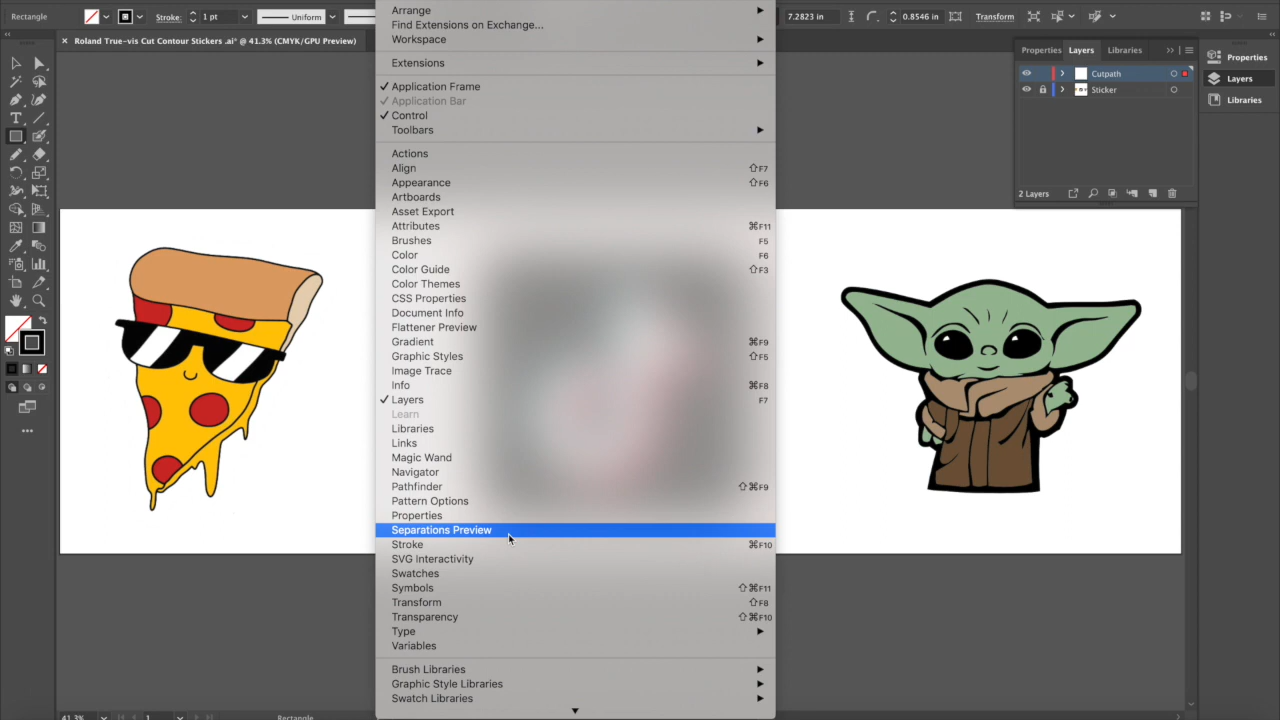 Rectangle
Stroke:
1 pt
Uniform
7.2823 in
0.8546 in
Transform
× Roland True-vis Cut Contour Stickers .ai* @ 41.3% (CMYK/GPU Preview)
Arrange
Find Extensions on Exchange...
Workspace
Extensions
✓ Application Frame
✓ Application Bar
✓ Control
Toolbars
Actions
Align ⇧F7
Appearance ⇧F6
Artboards
Asset Export
Attributes ⌘F11
Brushes F5
Color F6
Color Guide ⇧F3
Color Themes
CSS Properties
Document Info
Flattener Preview
Gradient ⌘F9
Graphic Styles ⇧F5
Image Trace
Info ⌘F8
✓ Layers F7
Learn
Libraries
Links
Magic Wand
Navigator
Pathfinder ⇧⌘F9
Pattern Options
Properties
Separations Preview
Stroke ⌘F10
SVG Interactivity
Swatches
Symbols ⇧⌘F11
Transform ⇧F8
Transparency ⇧⌘F10
Type
Variables
Brush Libraries
Graphic Style Libraries
Swatch Libraries
Properties Layers Libraries
Cutpath
Sticker
2 Layers
Properties
Layers
Libraries
41.3%
1
Rectangle